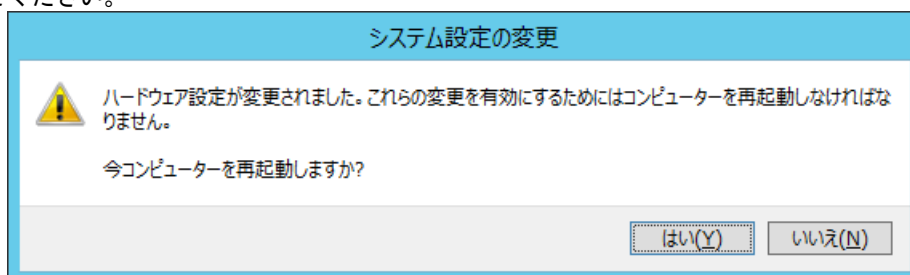 ください。
システム設定の変更
ハードウェア設定が変更されました。これらの変更を有効にするためにはコンピューターを再起動しなければな
りません。
今コンピューターを再起動しますか?
はい(Y)
いいえ(N)